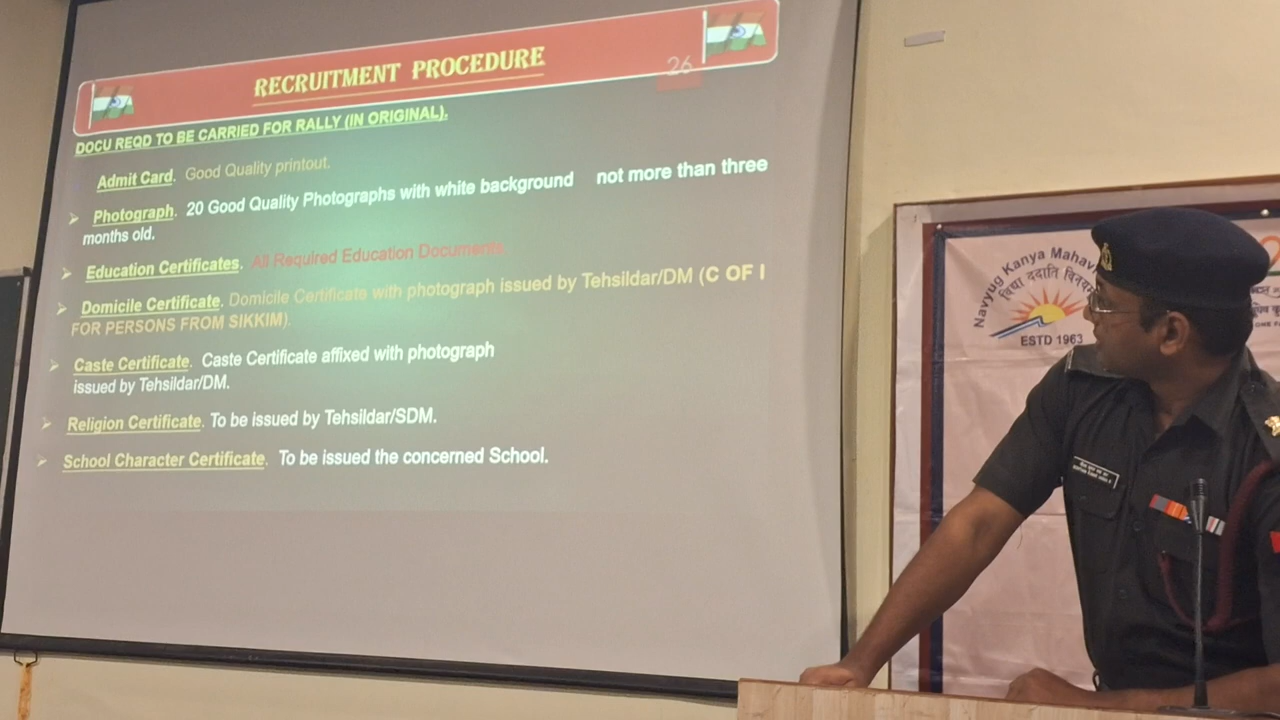 RECRUITMENT PROCEDURE
26
DOCU REQD TO BE CARRIED FOR RALLY (IN ORIGINAL).
Admit Card. Good Quality printout.
➢ Photograph. 20 Good Quality Photographs with white background not more than three
months old.
➢ Education Certificates. All Required Education Documents
➢ Domicile Certificate. Domicile Certificate with photograph issued by Tehsildar/DM (C OF I
FOR PERSONS FROM SIKKIM).
➢ Caste Certificate. Caste Certificate affixed with photograph
issued by Tehsildar/DM.
➢ Religion Certificate. To be issued by Tehsildar/SDM.
➢ School Character Certificate. To be issued the concerned School.
Navyug Kanya
विद्या ददाति
ESTD 1963